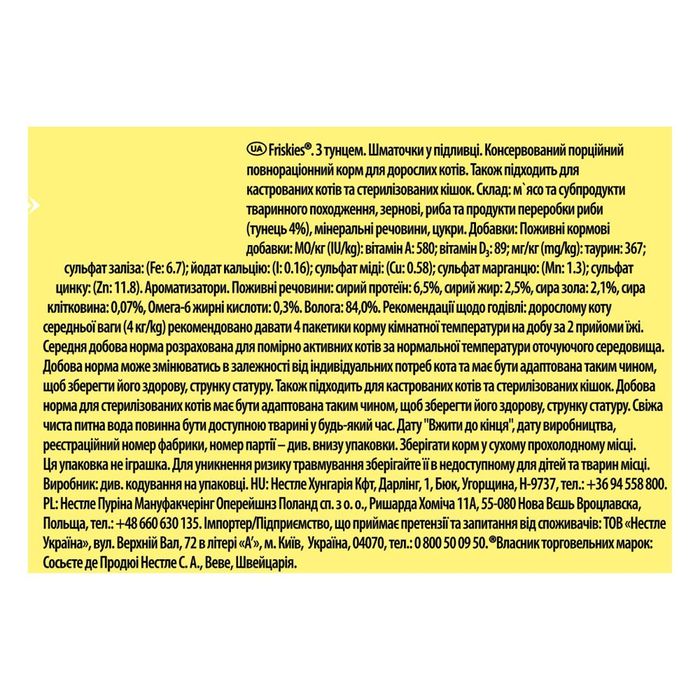 UA Friskies®. З тунцем. Шматочки у підливці. Консервований порційний
повнораціонний корм для дорослих котів. Також підходить для
кастрованих котів та стерилізованих кішок. Склад: м`ясо та субпродукти
тваринного походження, зернові, риба та продукти переробки риби
(тунець 4%), мінеральні речовини, цукри. Добавки: Поживні кормові
добавки: МО/кг (IU/kg): вітамін A: 580; вітамін D₃: 89; мг/кг (mg/kg): таурин: 367;
сульфат заліза: (Fe: 6.7); йодат кальцію: (I: 0.16); сульфат міді: (Cu: 0.58); сульфат марганцю: (Mn: 1.3); сульфат
цинку: (Zn: 11.8). Ароматизатори. Поживні речовини: сирий протеїн: 6,5%, сирий жир: 2,5%, сира зола: 2,1%, сира
клітковина: 0,07%, Омега-6 жирні кислоти: 0,3%. Волога: 84,0%. Рекомендації щодо годівлі: дорослому коту
середньої ваги (4 кг/kg) рекомендовано давати 4 пакетики корму кімнатної температури на добу за 2 прийоми їжі.
Середня добова норма розрахована для помірно активних котів за нормальної температури оточуючого середовища.
Добова норма може змінюватись в залежності від індивідуальних потреб кота та має бути адаптована таким чином,
щоб зберегти його здорову, струнку статуру. Також підходить для кастрованих котів та стерилізованих кішок. Добова
норма для стерилізованих котів має бути адаптована таким чином, щоб зберегти його здорову, струнку статуру. Свіжа
чиста питна вода повинна бути доступною тварині у будь-який час. Дату "Вжити до кінця", дату виробництва,
реєстраційний номер фабрики, номер партії – див. внизу упаковки. Зберігати корм у сухому прохолодному місці.
Ця упаковка не іграшка. Для уникнення ризику травмування зберігайте її в недоступному для дітей та тварин місці.
Виробник: див. кодування на упаковці. HU: Нестле Хунгарія Кфт, Дарлінг, 1, Бюк, Угорщина, H-9737, тел.: +36 94 558 800.
PL: Нестле Пуріна Мануфакчерінг Оперейшнз Поланд сп. з о. о., Ришарда Хоміча 11А, 55-080 Нова Вєшь Вроцлавска,
Польща, тел.: +48 660 630 135. Імпортер/Підприємство, що приймає претензії та запитання від споживачів: ТОВ «Нестле
Україна», вул. Верхній Вал, 72 в літері «А′», м. Київ, Україна, 04070, тел.: 0 800 50 09 50. ®Власник торговельних марок:
Сосьєте де Продюі Нестле С. А., Веве, Швейцарія.